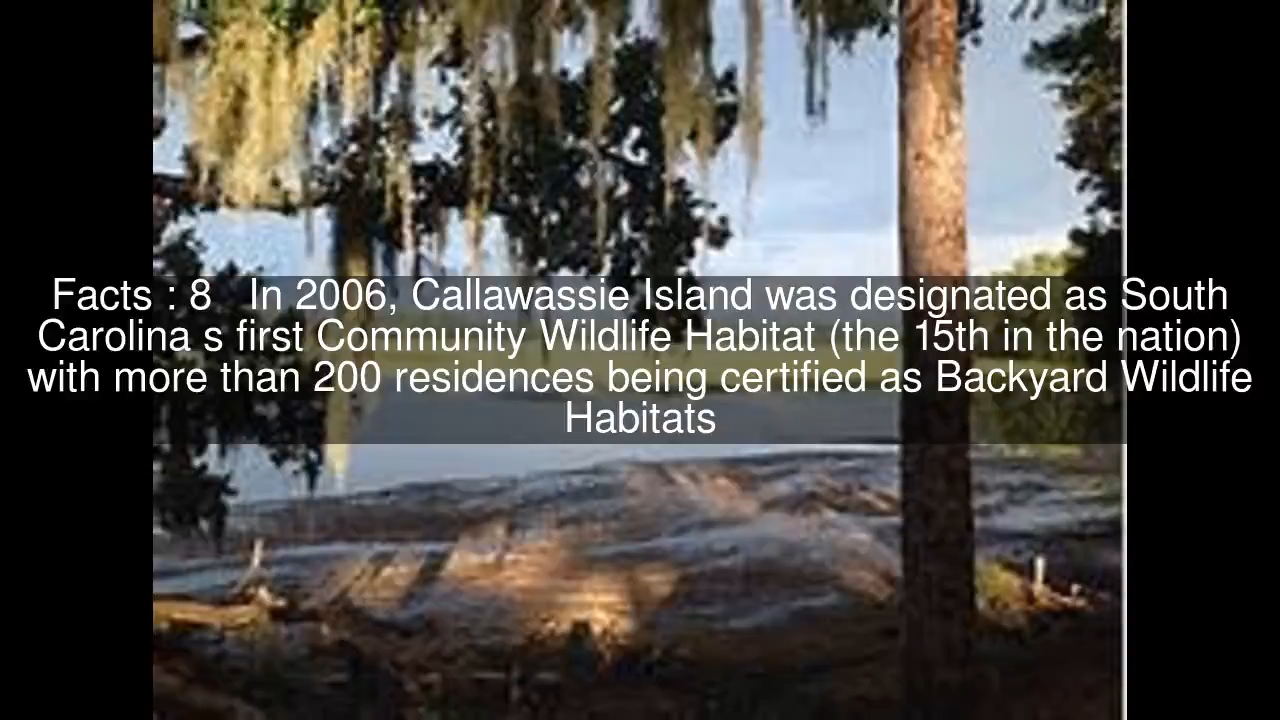 Facts : 8   In 2006, Callawassie Island was designated as South
Carolina s first Community Wildlife Habitat (the 15th in the nation)
with more than 200 residences being certified as Backyard Wildlife
Habitats